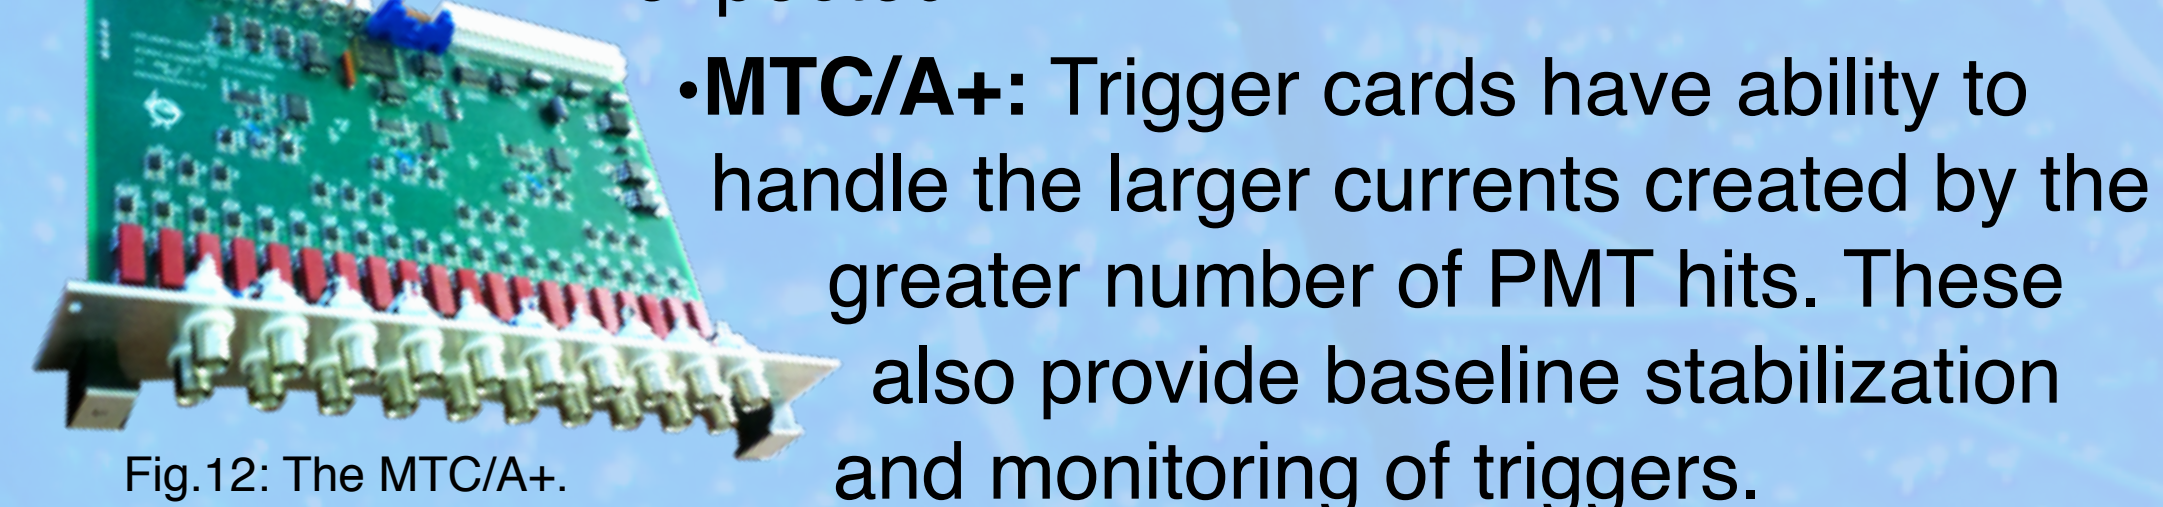 •MTC/A+: Trigger cards have ability to
handle the larger currents created by the
greater number of PMT hits. These
also provide baseline stabilization
and monitoring of triggers.
Fig.12: The MTC/A+.